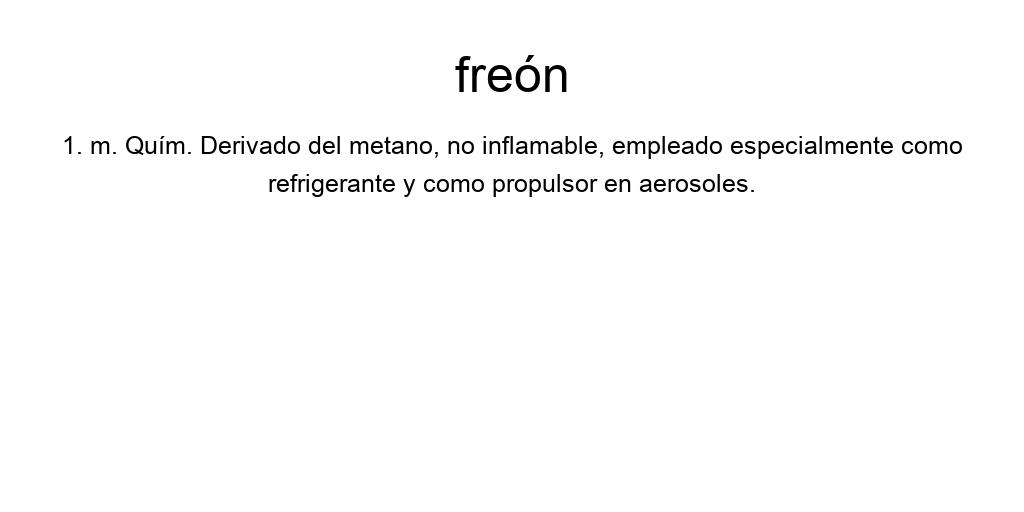 freón
1. m. Quím. Derivado del metano, no inflamable, empleado especialmente como
refrigerante y como propulsor en aerosoles.